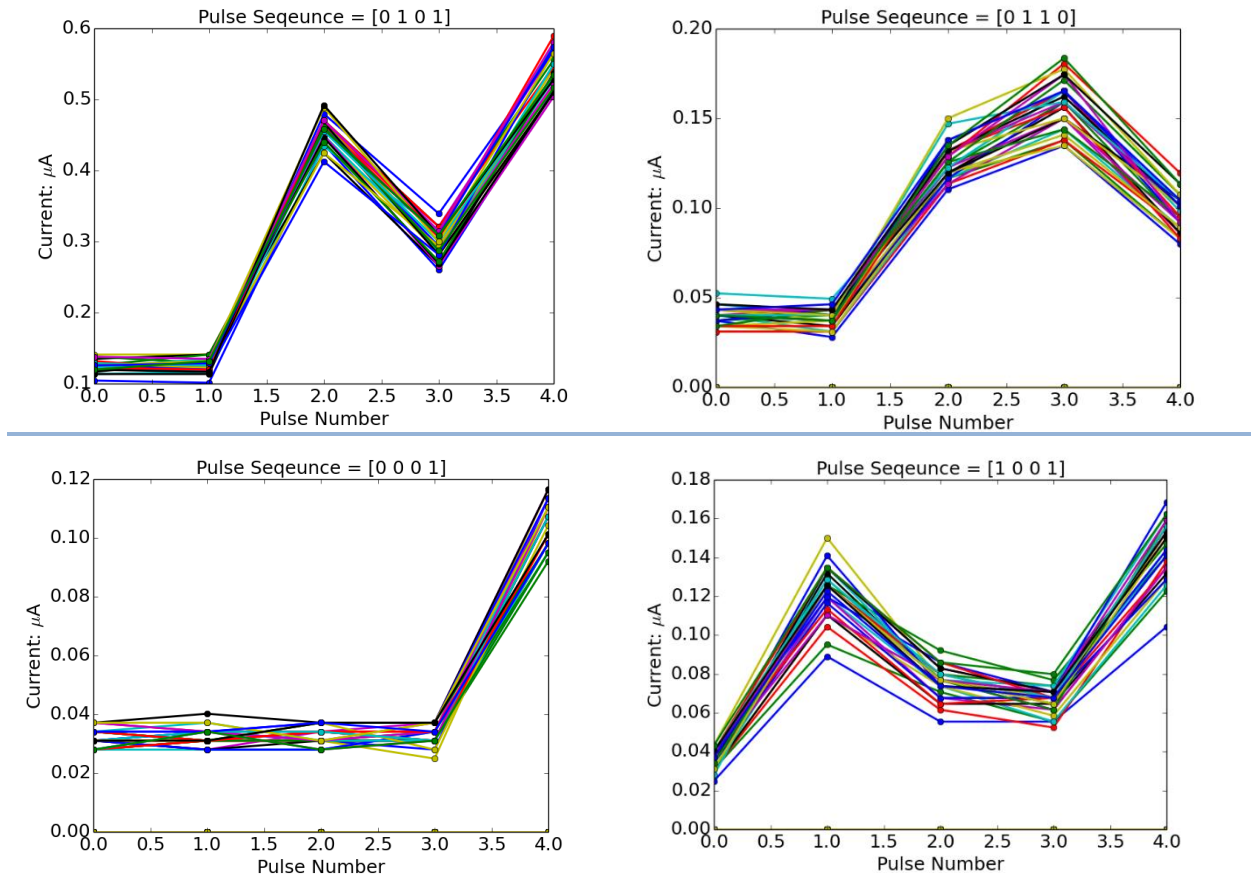 Pulse Seqeunce = [0 1 0 1]
0.6
0.5
0.4
0.3
0.2
0.1
Current: μA
0.0 0.5 1.0 1.5 2.0 2.5 3.0 3.5 4.0
Pulse Number
Pulse Seqeunce = [0 1 1 0]
0.20
0.15
0.10
0.05
0.00
Current: μA
0.0 0.5 1.0 1.5 2.0 2.5 3.0 3.5 4.0
Pulse Number
Pulse Seqeunce = [0 0 0 1]
0.12
0.10
0.08
0.06
0.04
0.02
0.00
Current: μA
0.0 0.5 1.0 1.5 2.0 2.5 3.0 3.5 4.0
Pulse Number
Pulse Seqeunce = [1 0 0 1]
0.18
0.16
0.14
0.12
0.10
0.08
0.06
0.04
0.02
0.00
Current: μA
0.0 0.5 1.0 1.5 2.0 2.5 3.0 3.5 4.0
Pulse Number